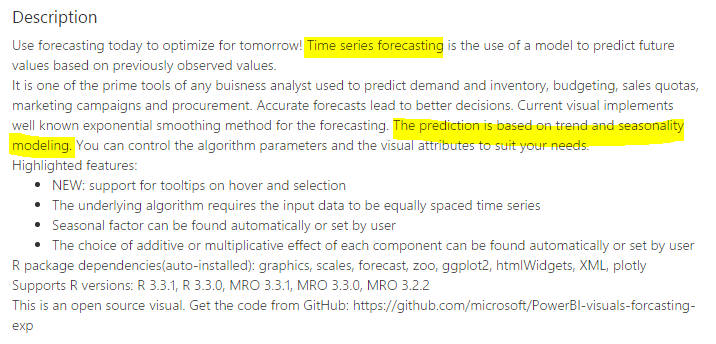 Description
Use forecasting today to optimize for tomorrow! Time series forecasting is the use of a model to predict future
values based on previously observed values.
It is one of the prime tools of any buisness analyst used to predict demand and inventory, budgeting, sales quotas,
marketing campaigns and procurement. Accurate forecasts lead to better decisions. Current visual implements
well known exponential smoothing method for the forecasting. The prediction is based on trend and seasonality
modeling. You can control the algorithm parameters and the visual attributes to suit your needs.
Highlighted features:
• NEW: support for tooltips on hover and selection
• The underlying algorithm requires the input data to be equally spaced time series
• Seasonal factor can be found automatically or set by user
• The choice of additive or multiplicative effect of each component can be found automatically or set by user
R package dependencies(auto-installed): graphics, scales, forecast, zoo, ggplot2, htmlWidgets, XML, plotly
Supports R versions: R 3.3.1, R 3.3.0, MRO 3.3.1, MRO 3.3.0, MRO 3.2.2
This is an open source visual. Get the code from GitHub: https://github.com/microsoft/PowerBI-visuals-forcasting-
exp